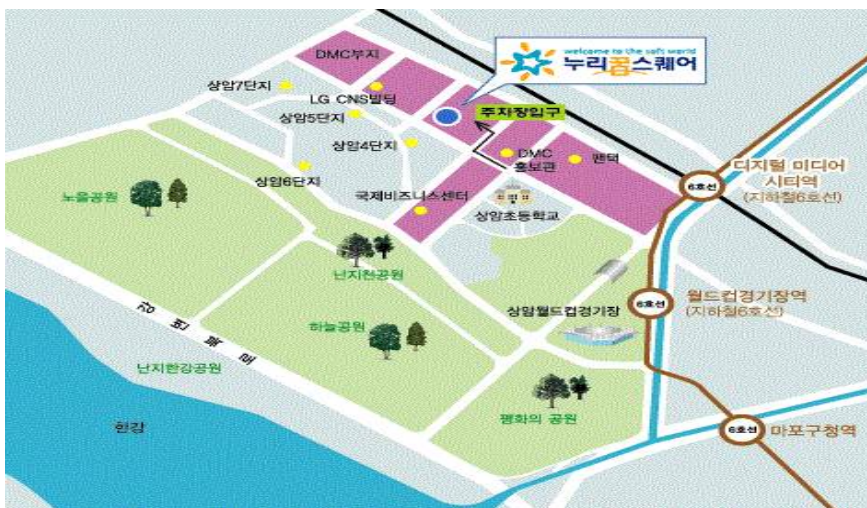 welcome to the soft world
누리꿈스퀘어
DMC부지
상암7단지
LG CNS빌딩
주차장입구
상암5단지
상암4단지
DMC
홍보관
팬택
상암6단지
디지털 미디어
시티역
(지하철6호선)
6호선
노을공원
국제비즈니스센터
상암초등학교
난지천공원
월드컵경기장역
(지하철6호선)
6호선
상암월드컵경기장
강변북로
하늘공원
난지한강공원
평화의 공원
한강
6호선
마포구청역